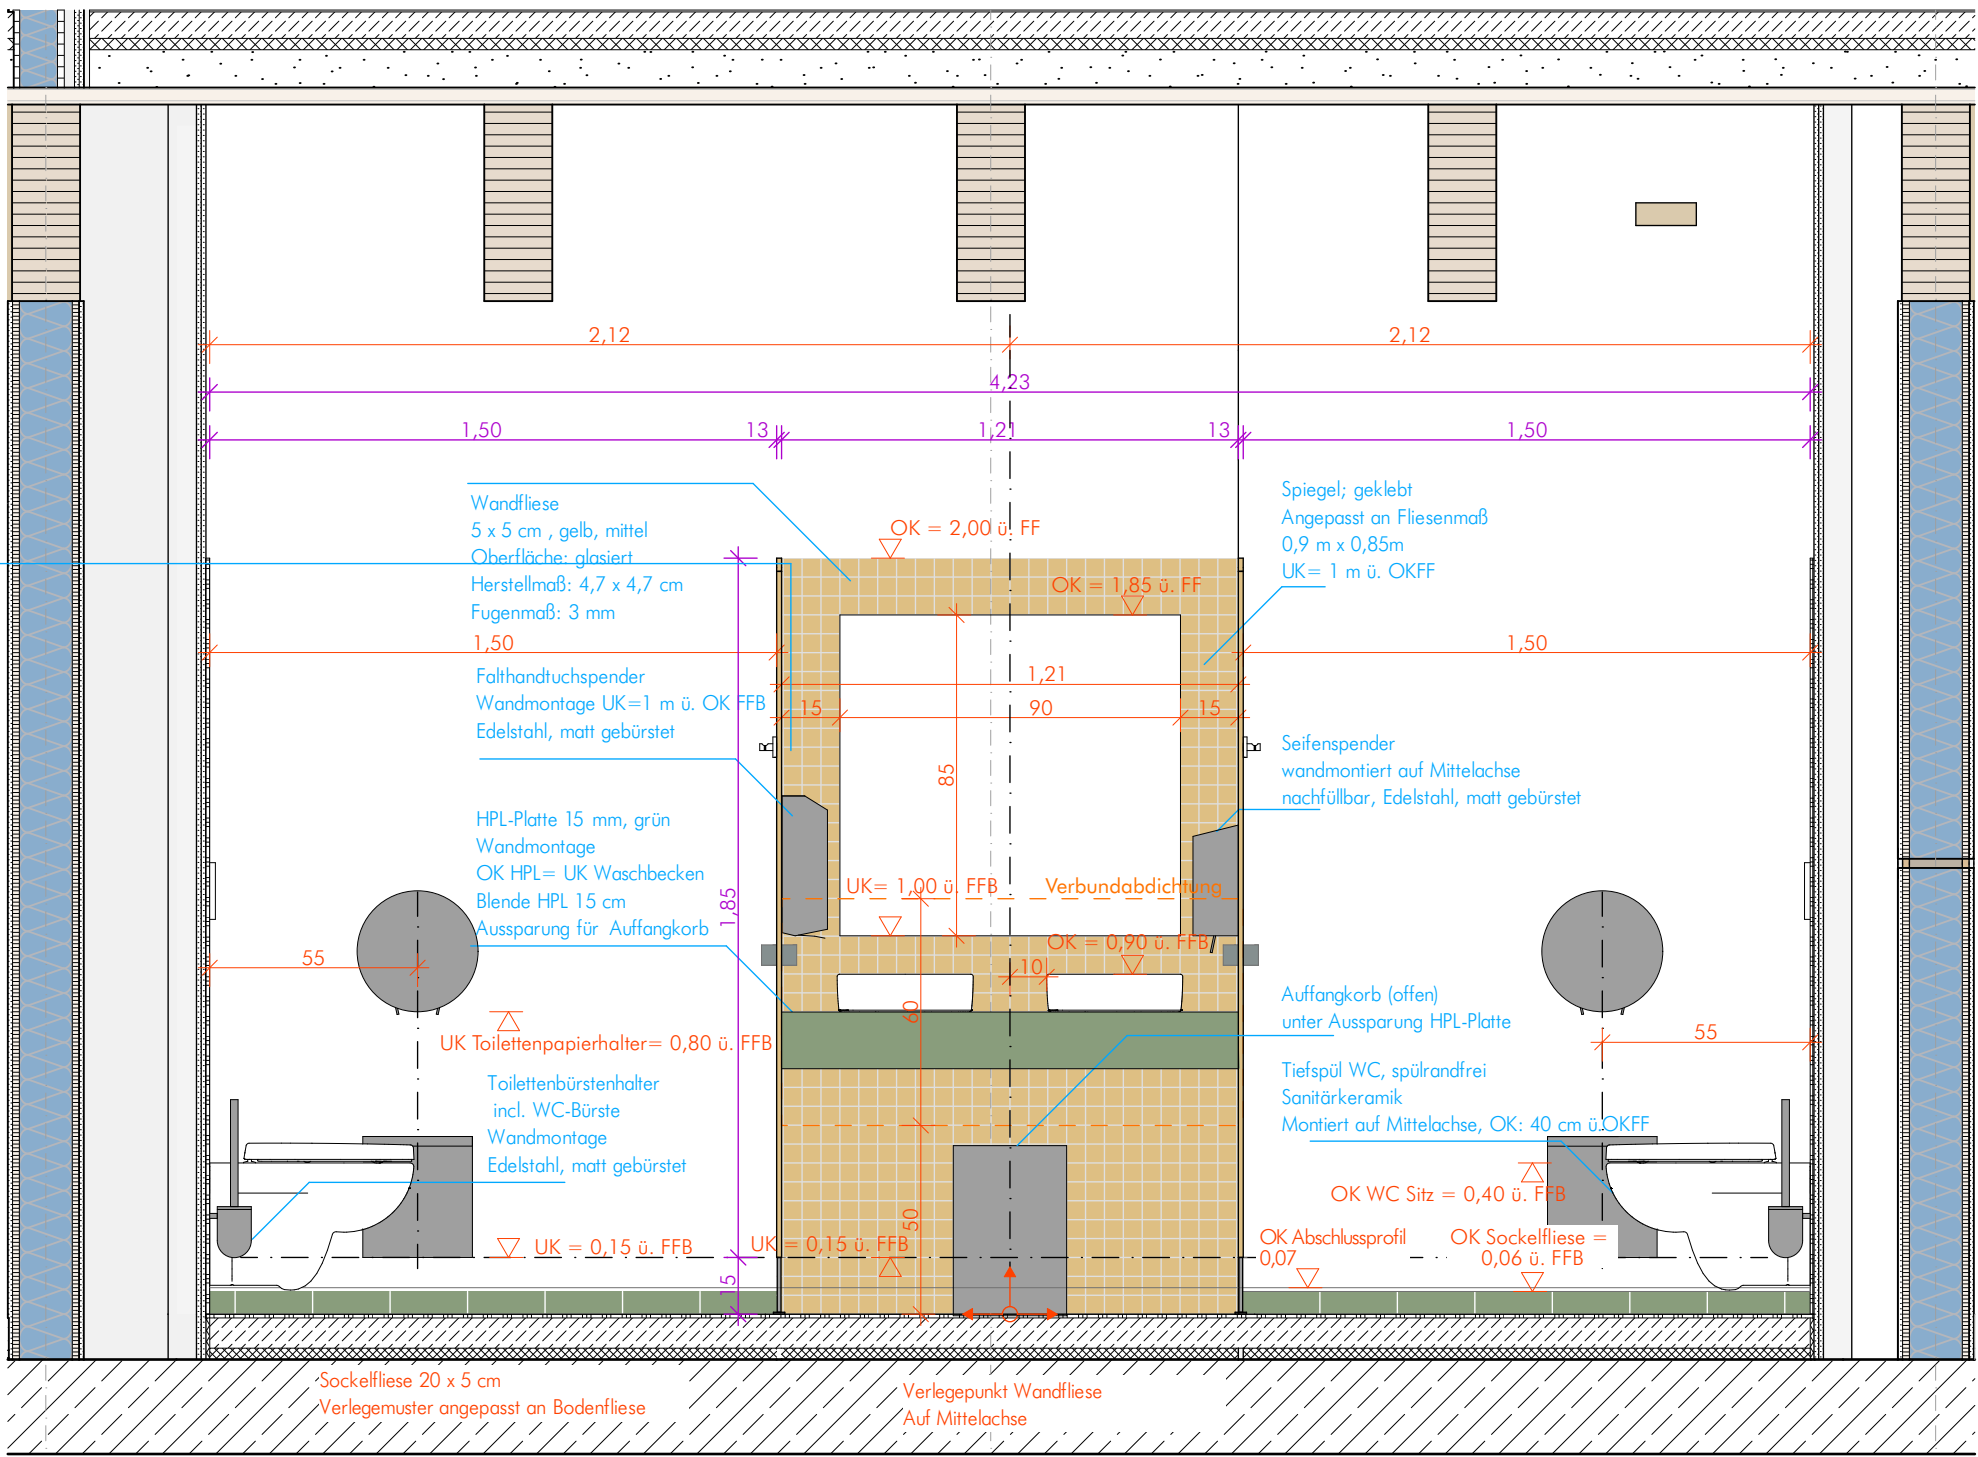 2,12
2,12
4,23
1,50
13
1,21
13
1,50
Wandfliese
5 x 5 cm , gelb, mittel
Oberfläche: glasiert
Herstellmaß: 4,7 x 4,7 cm
Fugenmaß: 3 mm
OK = 2,00 ü. FF
OK = 1,85 ü. FF
Spiegel; geklebt
Angepasst an Fliesenmaß
0,9 m x 0,85m
UK= 1 m ü. OKFF
1,50
1,50
1,21
15
90
15
85
Falthandtuchspender
Wandmontage UK=1 m ü. OK FFB
Edelstahl, matt gebürstet
Seifenspender
wandmontiert auf Mittelachse
nachfüllbar, Edelstahl, matt gebürstet
HPL-Platte 15 mm, grün
Wandmontage
OK HPL= UK Waschbecken
Blende HPL 15 cm
Aussparung für Auffangkorb
1,85
UK= 1,00 ü. FFB
Verbundabdichtung
OK = 0,90 ü. FFB
10
60
55
UK Toilettenpapierhalter= 0,80 ü. FFB
Auffangkorb (offen)
unter Aussparung HPL-Platte
55
Toilettenbürstenhalter
incl. WC-Bürste
Wandmontage
Edelstahl, matt gebürstet
Tiefspül WC, spülrandfrei
Sanitärkeramik
Montiert auf Mittelachse, OK: 40 cm ü.OKFF
OK WC Sitz = 0,40 ü. FFB
50
UK = 0,15 ü. FFB
UK = 0,15 ü. FFB
OK Abschlussprofil
0,07
OK Sockelfliese =
0,06 ü. FFB
15
Sockelfliese 20 x 5 cm
Verlegemuster angepasst an Bodenfliese
Verlegepunkt Wandfliese
Auf Mittelachse